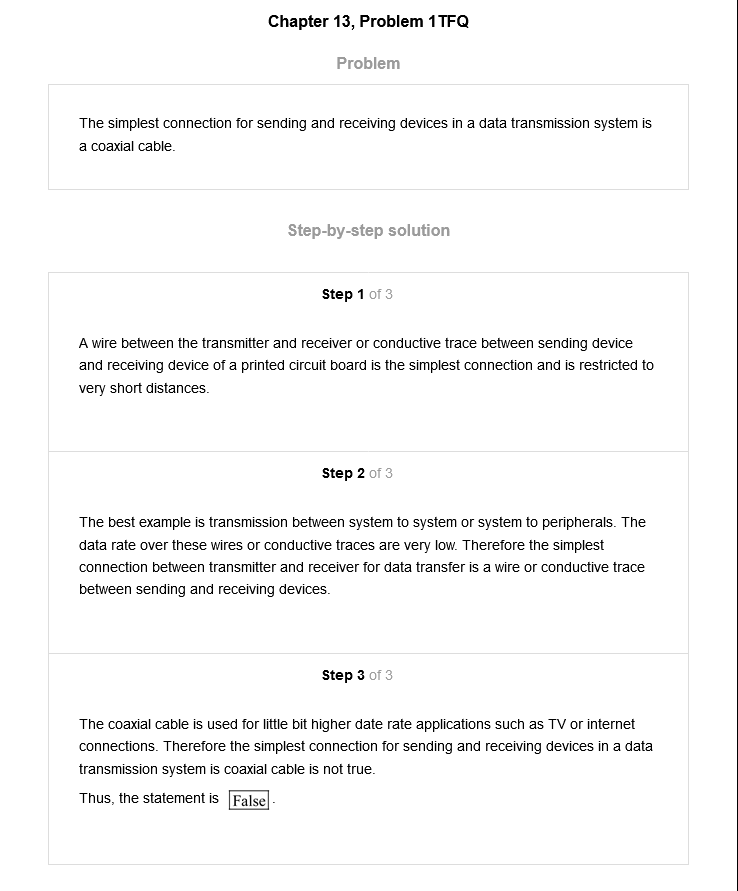 Chapter 13, Problem 1TFQ
Problem
The simplest connection for sending and receiving devices in a data transmission system is
a coaxial cable.
Step-by-step solution
Step 1 of 3
A wire between the transmitter and receiver or conductive trace between sending device
and receiving device of a printed circuit board is the simplest connection and is restricted to
very short distances.
Step 2 of 3
The best example is transmission between system to system or system to peripherals. The
data rate over these wires or conductive traces are very low. Therefore the simplest
connection between transmitter and receiver for data transfer is a wire or conductive trace
between sending and receiving devices.
Step 3 of 3
The coaxial cable is used for little bit higher date rate applications such as TV or internet
connections. Therefore the simplest connection for sending and receiving devices in a data
transmission system is coaxial cable is not true.
Thus, the statement is False.